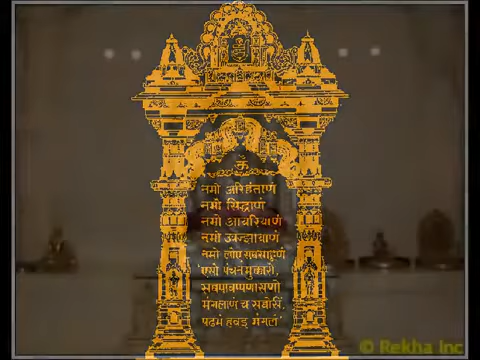 ॐ
नमो अरिहंताणं
नमो सिद्धाणं
नमो आयरियाणं
नमो उवज्झायाणं
नमो लोए सव्वसाहूणं
एसो पंचनमुक्कारो,
सव्वपावप्पणासणो
मंगलाणं च सव्वेसिं,
पढमं हवइ मंगलं
© Rekha Inc